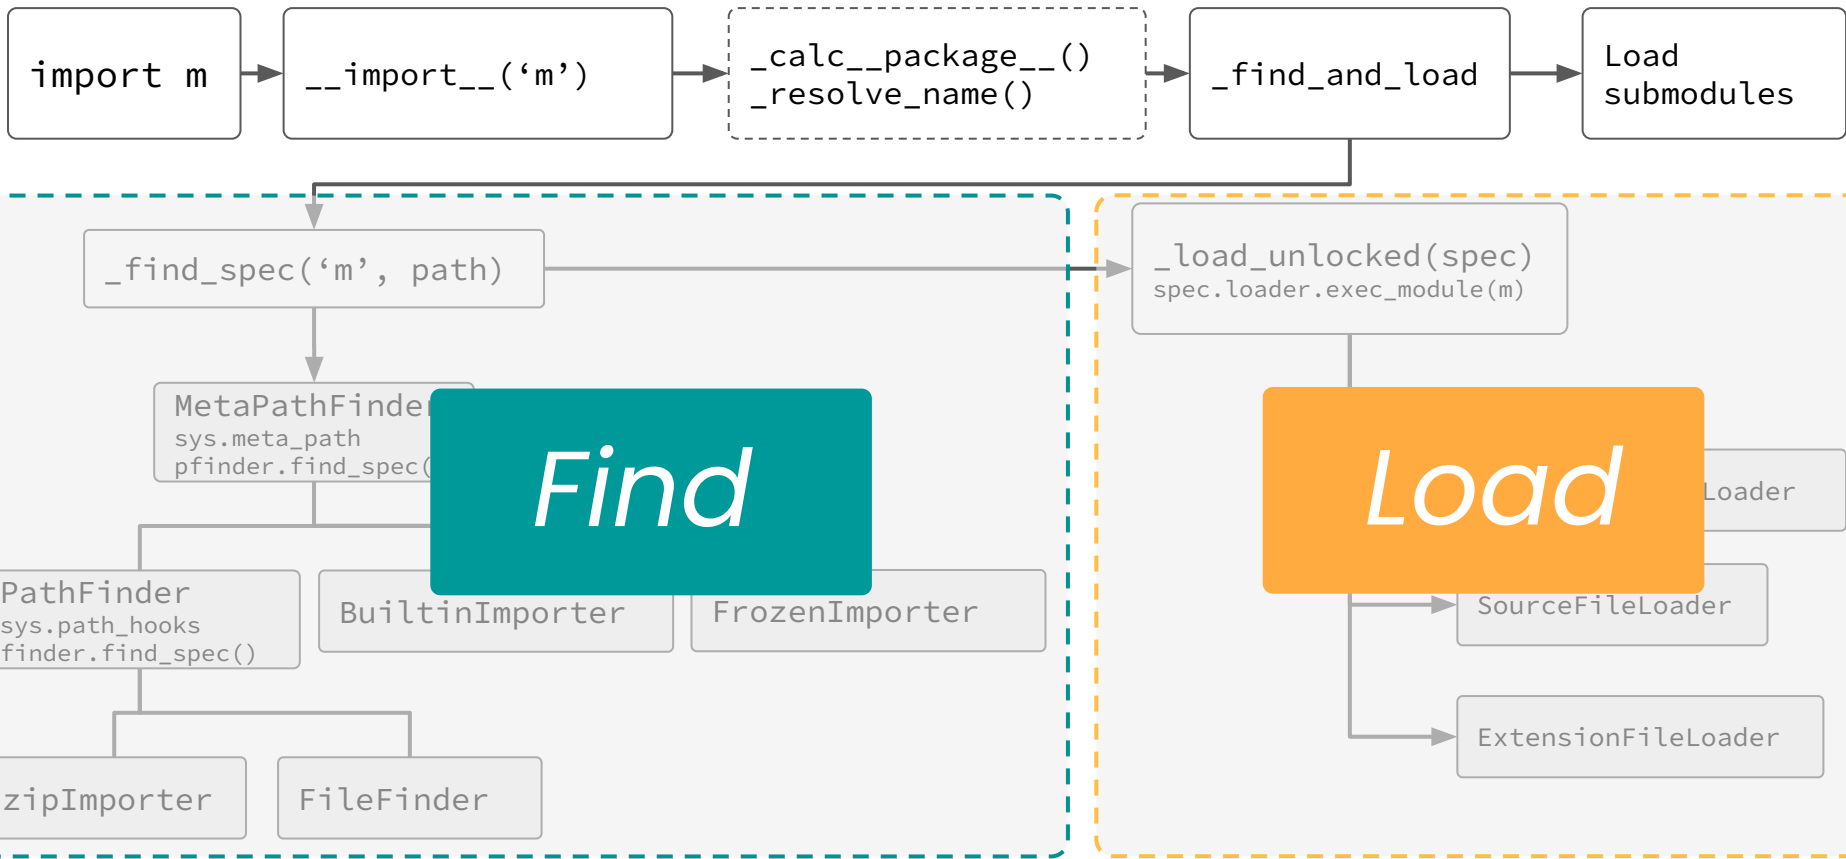 import m
__import__(‘m’)
_calc__package__()
_resolve_name()
_find_and_load
Load
submodules
_find_spec(‘m’, path)
_load_unlocked(spec)
spec.loader.exec_module(m)
MetaPathFinder
sys.meta_path
pfinder.find_spec(
Find
Load
Loader
PathFinder
sys.path_hooks
finder.find_spec()
BuiltinImporter
FrozenImporter
SourceFileLoader
ExtensionFileLoader
zipImporter
FileFinder